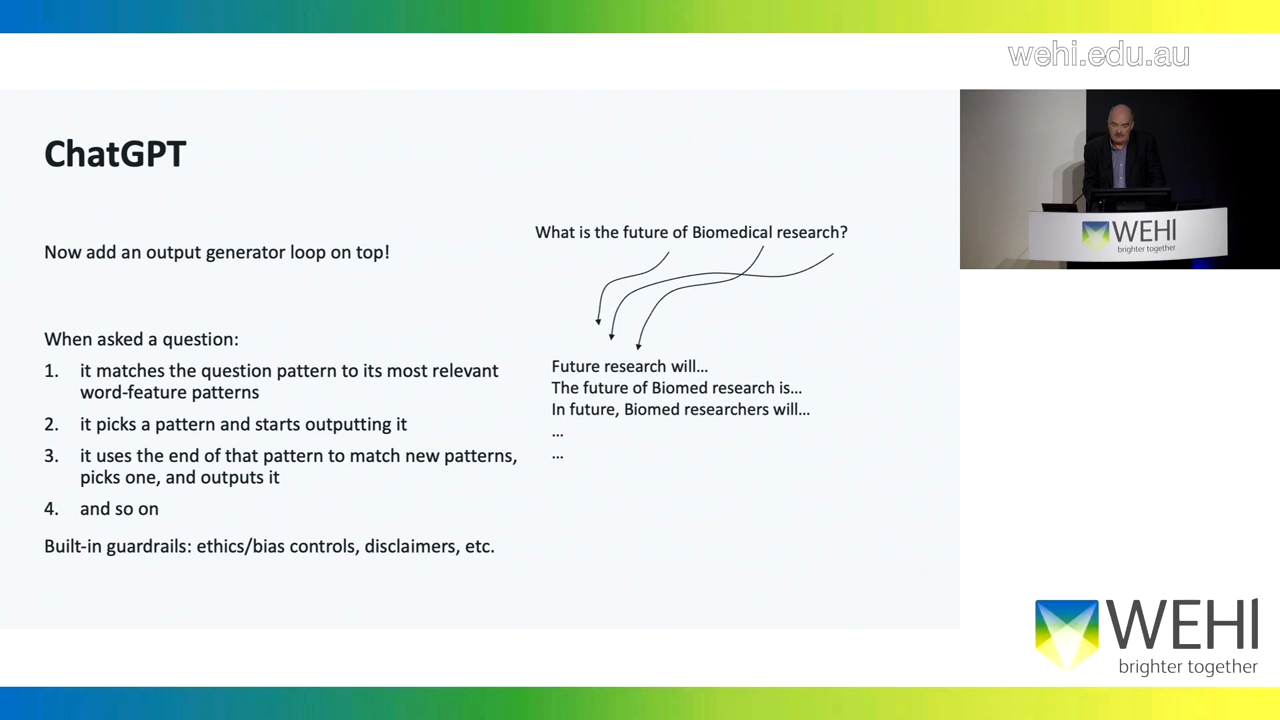 wehi.edu.au
ChatGPT
Now add an output generator loop on top!
When asked a question:
1. it matches the question pattern to its most relevant
word-feature patterns
2. it picks a pattern and starts outputting it
3. it uses the end of that pattern to match new patterns,
picks one, and outputs it
4. and so on
Built-in guardrails: ethics/bias controls, disclaimers, etc.
What is the future of Biomedical research?
Future research will...
The future of Biomed research is...
In future, Biomed researchers will...
...
...
WEHI
brighter together
WEHI
brighter together